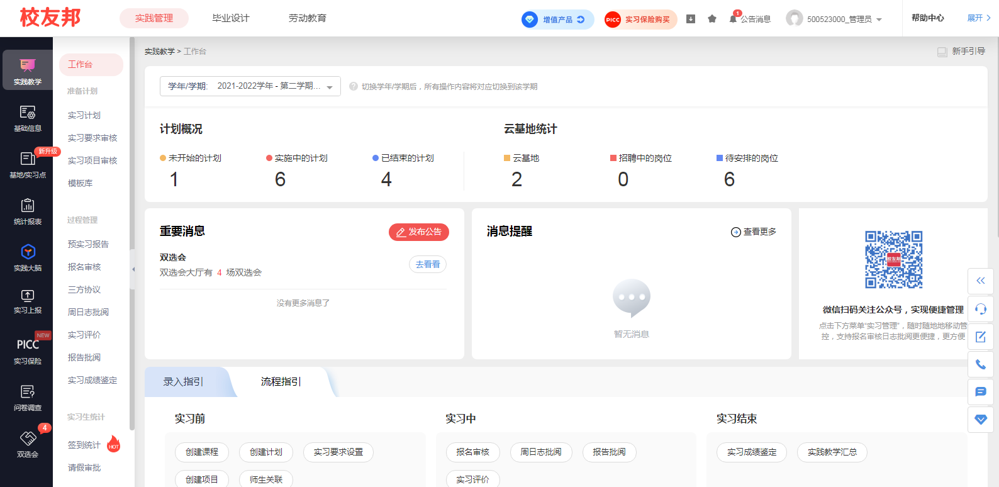 校友邦
实践管理
毕业设计
劳动教育
增值产品
PICC 实习保险购买
1
公告消息
500523000_管理员
帮助中心
展开
实践教学
基础信息
新升级
基地/实习点
统计报表
实践大脑
实习上报
NEW
PICC
实习保险
问卷调查
4
双选会
工作台
准备计划
实习计划
实习要求审核
实习项目审核
模板库
过程管理
预实习报告
报名审核
三方协议
周日志批阅
实习评价
报告批阅
实习成绩鉴定
实习生统计
签到统计
HOT
请假审批
实践教学 > 工作台
新手引导
学年/学期: 2021-2022学年 - 第二学期...
? 切换学年/学期后，所有操作内容将对应切换到该学期
计划概况
未开始的计划
1
实施中的计划
6
已结束的计划
4
云基地统计
云基地
2
招聘中的岗位
0
待安排的岗位
6
重要消息
发布公告
双选会
双选会大厅有 4 场双选会
去看看
没有更多消息了
消息提醒
查看更多
暂无消息
校友邦
微信扫码关注公众号，实现便捷管理
点击下方菜单“实习管理”，随时随地移动管
控，支持报名审核日志批阅更便捷，更方便
录入指引
流程指引
实习前
创建课程
创建计划
实习要求设置
创建项目
师生关联
实习中
报名审核
周日志批阅
报告批阅
实习评价
实习结束
实习成绩鉴定
实践教学汇总